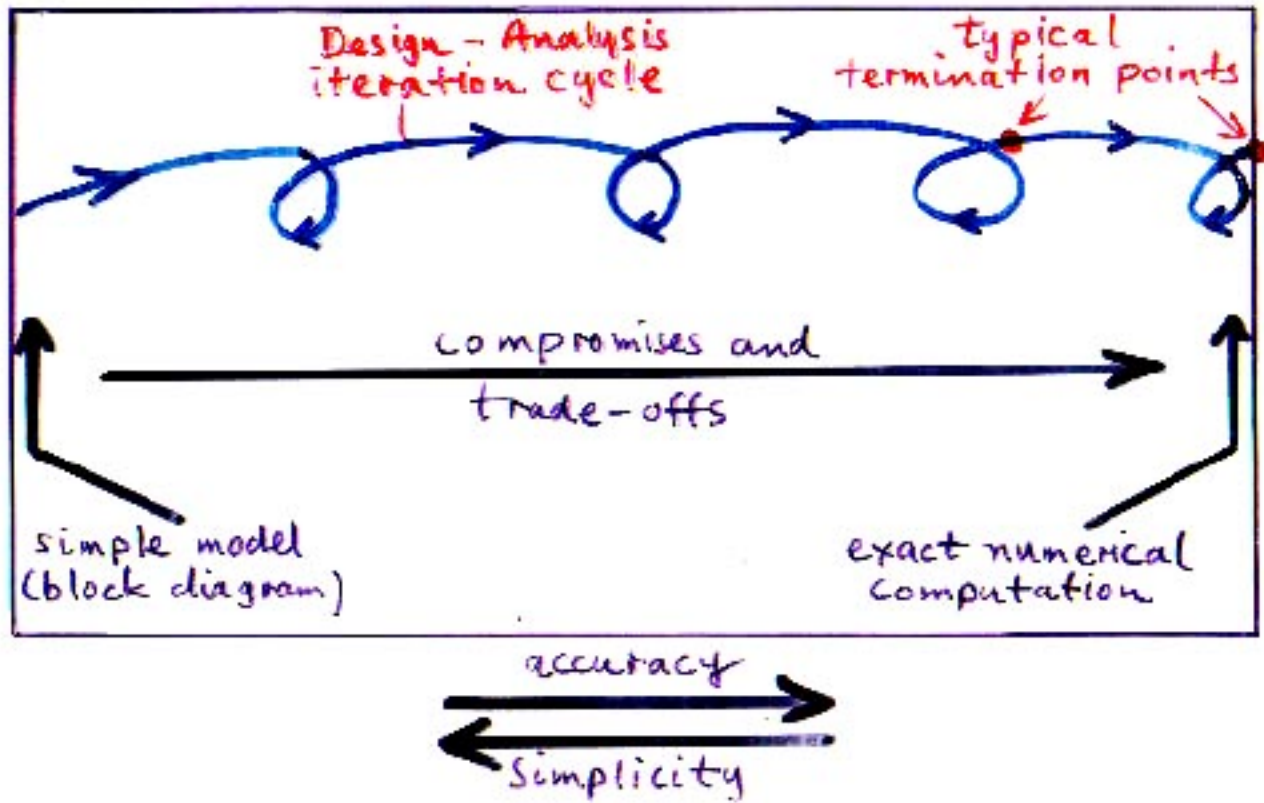 Design - Analysis
iteration cycle
typical
termination points
compromises and
trade-offs
simple model
(block diagram)
exact numerical
computation
accuracy
simplicity